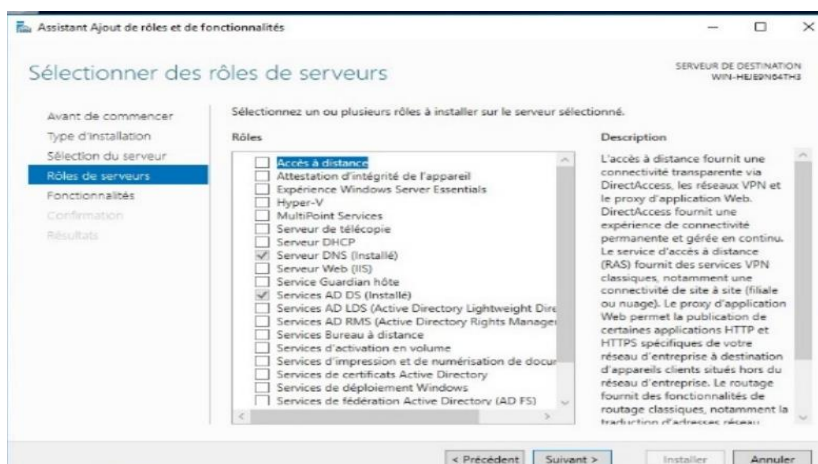 Assistant Ajout de rôles et de fonctionnalités
Sélectionner des rôles de serveurs
SERVEUR DE DESTINATION
Avant de commencer
Type d'installation
Sélection du serveur
Rôles de serveurs
Fonctionnalités
Confirmation
Résultats
Sélectionnez un ou plusieurs rôles à installer sur le serveur sélectionné.
Rôles
Accès à distance
Attestation d'intégrité de l'appareil
Expérience Windows Server Essentials
Hyper-V
MultiPoint Services
Serveur de télécopie
Serveur DHCP
Serveur DNS (Installé)
Serveur Web (IIS)
Service Guardian hôte
Services AD DS (Installé)
Services AD LDS (Active Directory Lightweight Dire
Services AD RMS (Active Directory Rights Manage
Services Bureau à distance
Services d'activation en volume
Services d'impression et de numérisation de docur
Services de certificats Active Directory
Services de déploiement Windows
Services de fédération Active Directory (AD FS)
Description
L'accès à distance fournit une
connectivité transparente via
DirectAccess, les réseaux VPN et
le proxy d'application Web.
DirectAccess fournit une
expérience de connectivité
permanente et gérée en continu.
Le service d'accès à distance
(RAS) fournit des services VPN
classiques, notamment une
connectivité de site à site (filiale
ou nuage). Le proxy d'application
Web permet la publication de
certaines applications HTTP et
HTTPS spécifiques de votre
réseau d'entreprise à destination
d'appareils clients situés hors du
réseau d'entreprise. Le routage
fournit des fonctionnalités de
routage classiques, notamment la
traduction d'adresses réseau
< Précédent
Suivant >
Installer
Annuler